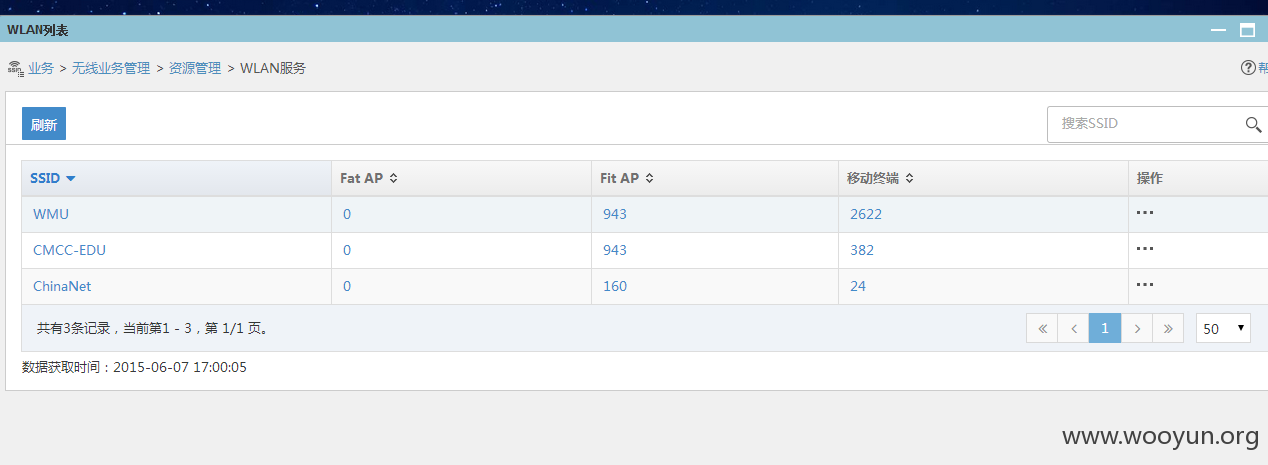 WLAN列表
业务 > 无线业务管理 > 资源管理 > WLAN服务
刷新
搜索SSID
SSID Fat AP Fit AP 移动终端 操作
WMU 0 943 2622 ...
CMCC-EDU 0 943 382 ...
ChinaNet 0 160 24 ...
共有3条记录，当前第1 - 3，第 1/1 页。
« < 1 > » 50
数据获取时间：2015-06-07 17:00:05
www.wooyun.org